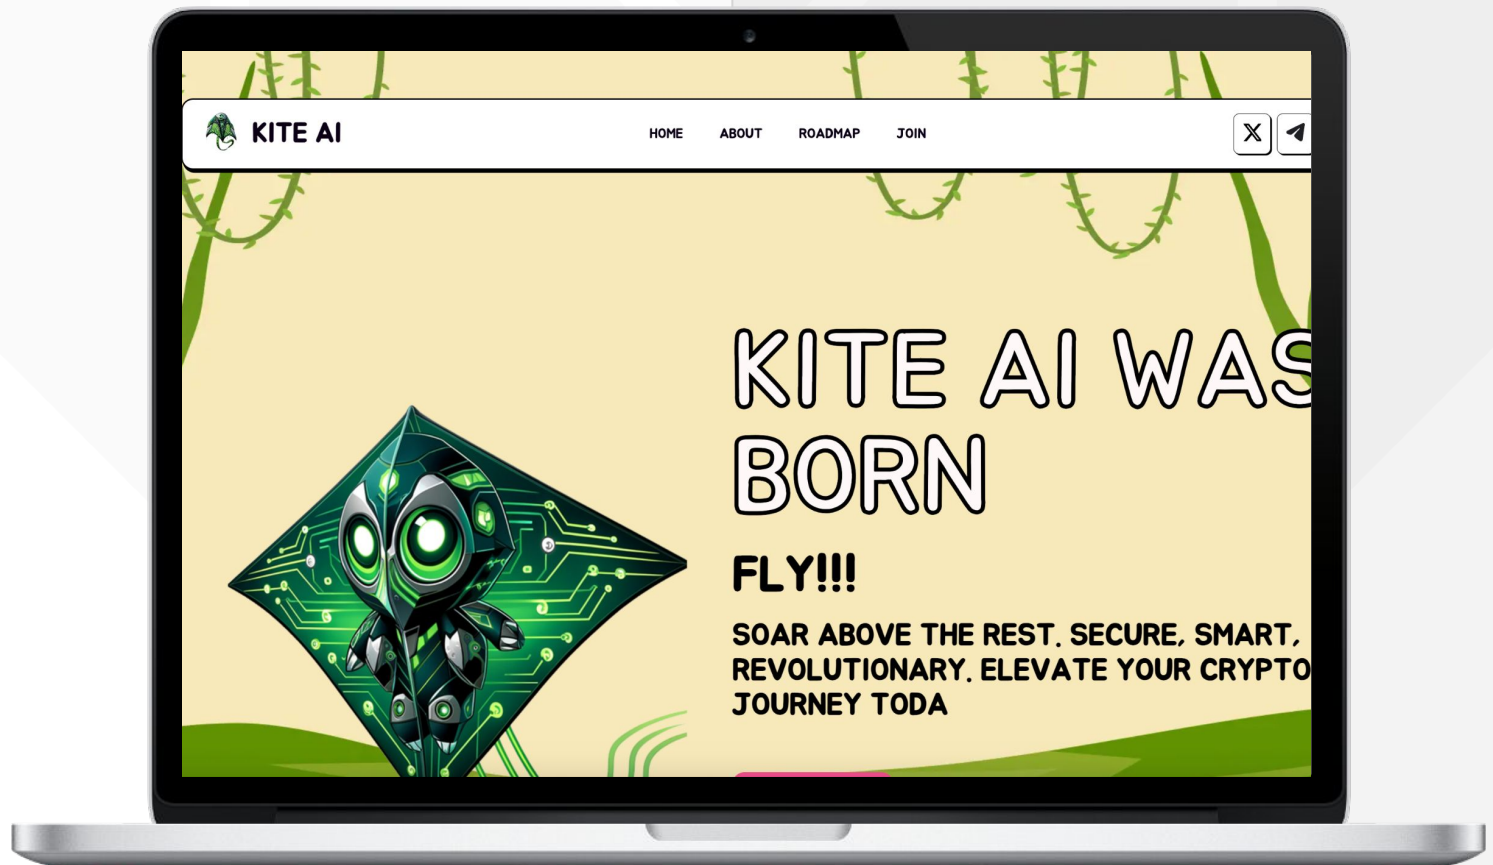 KITE AI
HOME ABOUT ROADMAP JOIN
KITE AI WAS
BORN
FLY!!!
SOAR ABOVE THE REST. SECURE, SMART,
REVOLUTIONARY. ELEVATE YOUR CRYPTO
JOURNEY TODA